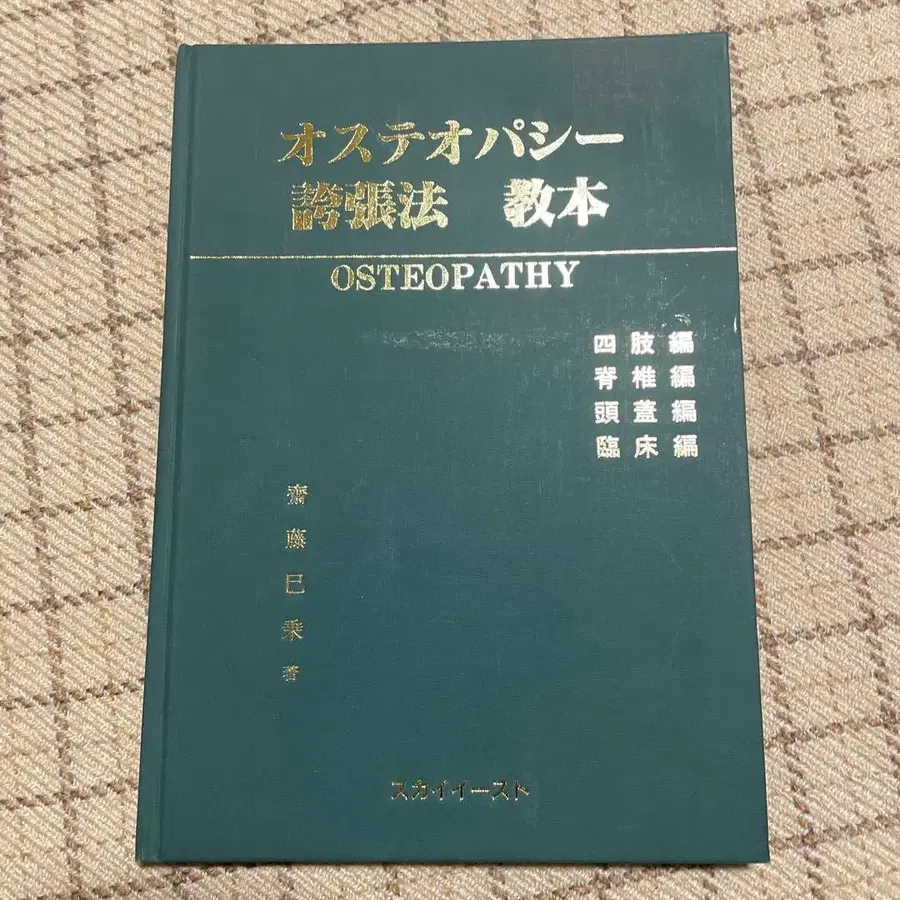 オステオパシー
誇張法 教本
OSTEOPATHY
四肢編
脊椎編
頭蓋編
臨床編
齋藤巳乗 著
スカイイースト